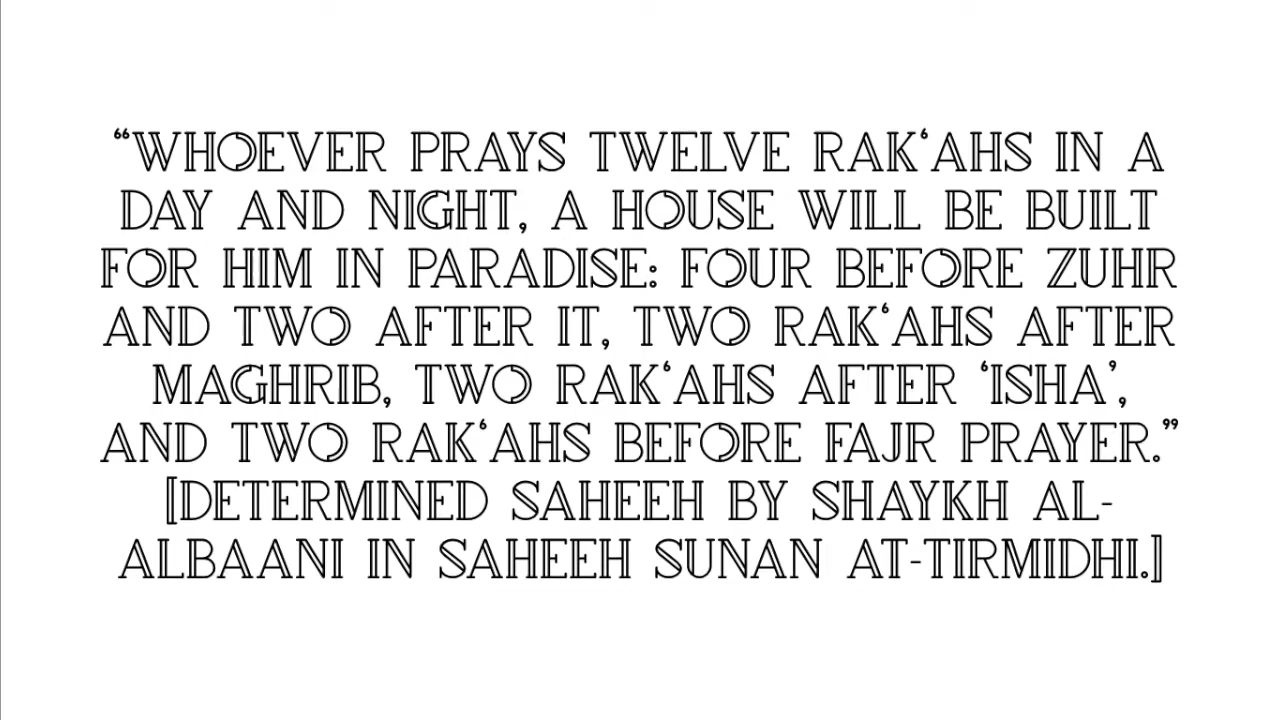 “WHOEVER PRAYS TWELVE RAK‘AHS IN A
DAY AND NIGHT, A HOUSE WILL BE BUILT
FOR HIM IN PARADISE: FOUR BEFORE ZUHR
AND TWO AFTER IT, TWO RAK‘AHS AFTER
MAGHRIB, TWO RAK‘AHS AFTER ‘ISHA’,
AND TWO RAK‘AHS BEFORE FAJR PRAYER.”
[DETERMINED SAHEEH BY SHAYKH AL-
ALBAANI IN SAHEEH SUNAN AT-TIRMIDHI.]